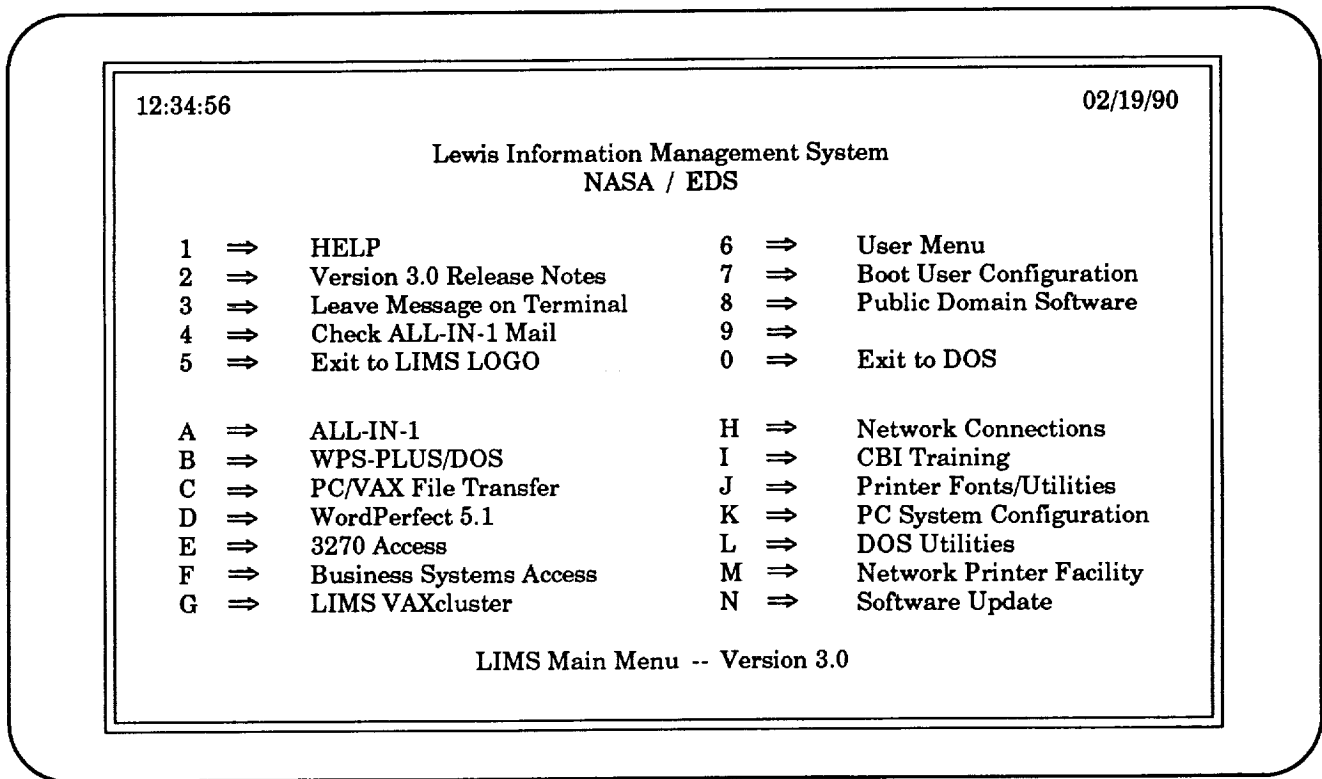 12:34:56 02/19/90
Lewis Information Management System
NASA / EDS
1 ⇒ HELP 6 ⇒ User Menu
2 ⇒ Version 3.0 Release Notes 7 ⇒ Boot User Configuration
3 ⇒ Leave Message on Terminal 8 ⇒ Public Domain Software
4 ⇒ Check ALL-IN-1 Mail 9 ⇒
5 ⇒ Exit to LIMS LOGO 0 ⇒ Exit to DOS
A ⇒ ALL-IN-1 H ⇒ Network Connections
B ⇒ WPS-PLUS/DOS I ⇒ CBI Training
C ⇒ PC/VAX File Transfer J ⇒ Printer Fonts/Utilities
D ⇒ WordPerfect 5.1 K ⇒ PC System Configuration
E ⇒ 3270 Access L ⇒ DOS Utilities
F ⇒ Business Systems Access M ⇒ Network Printer Facility
G ⇒ LIMS VAXcluster N ⇒ Software Update
LIMS Main Menu -- Version 3.0